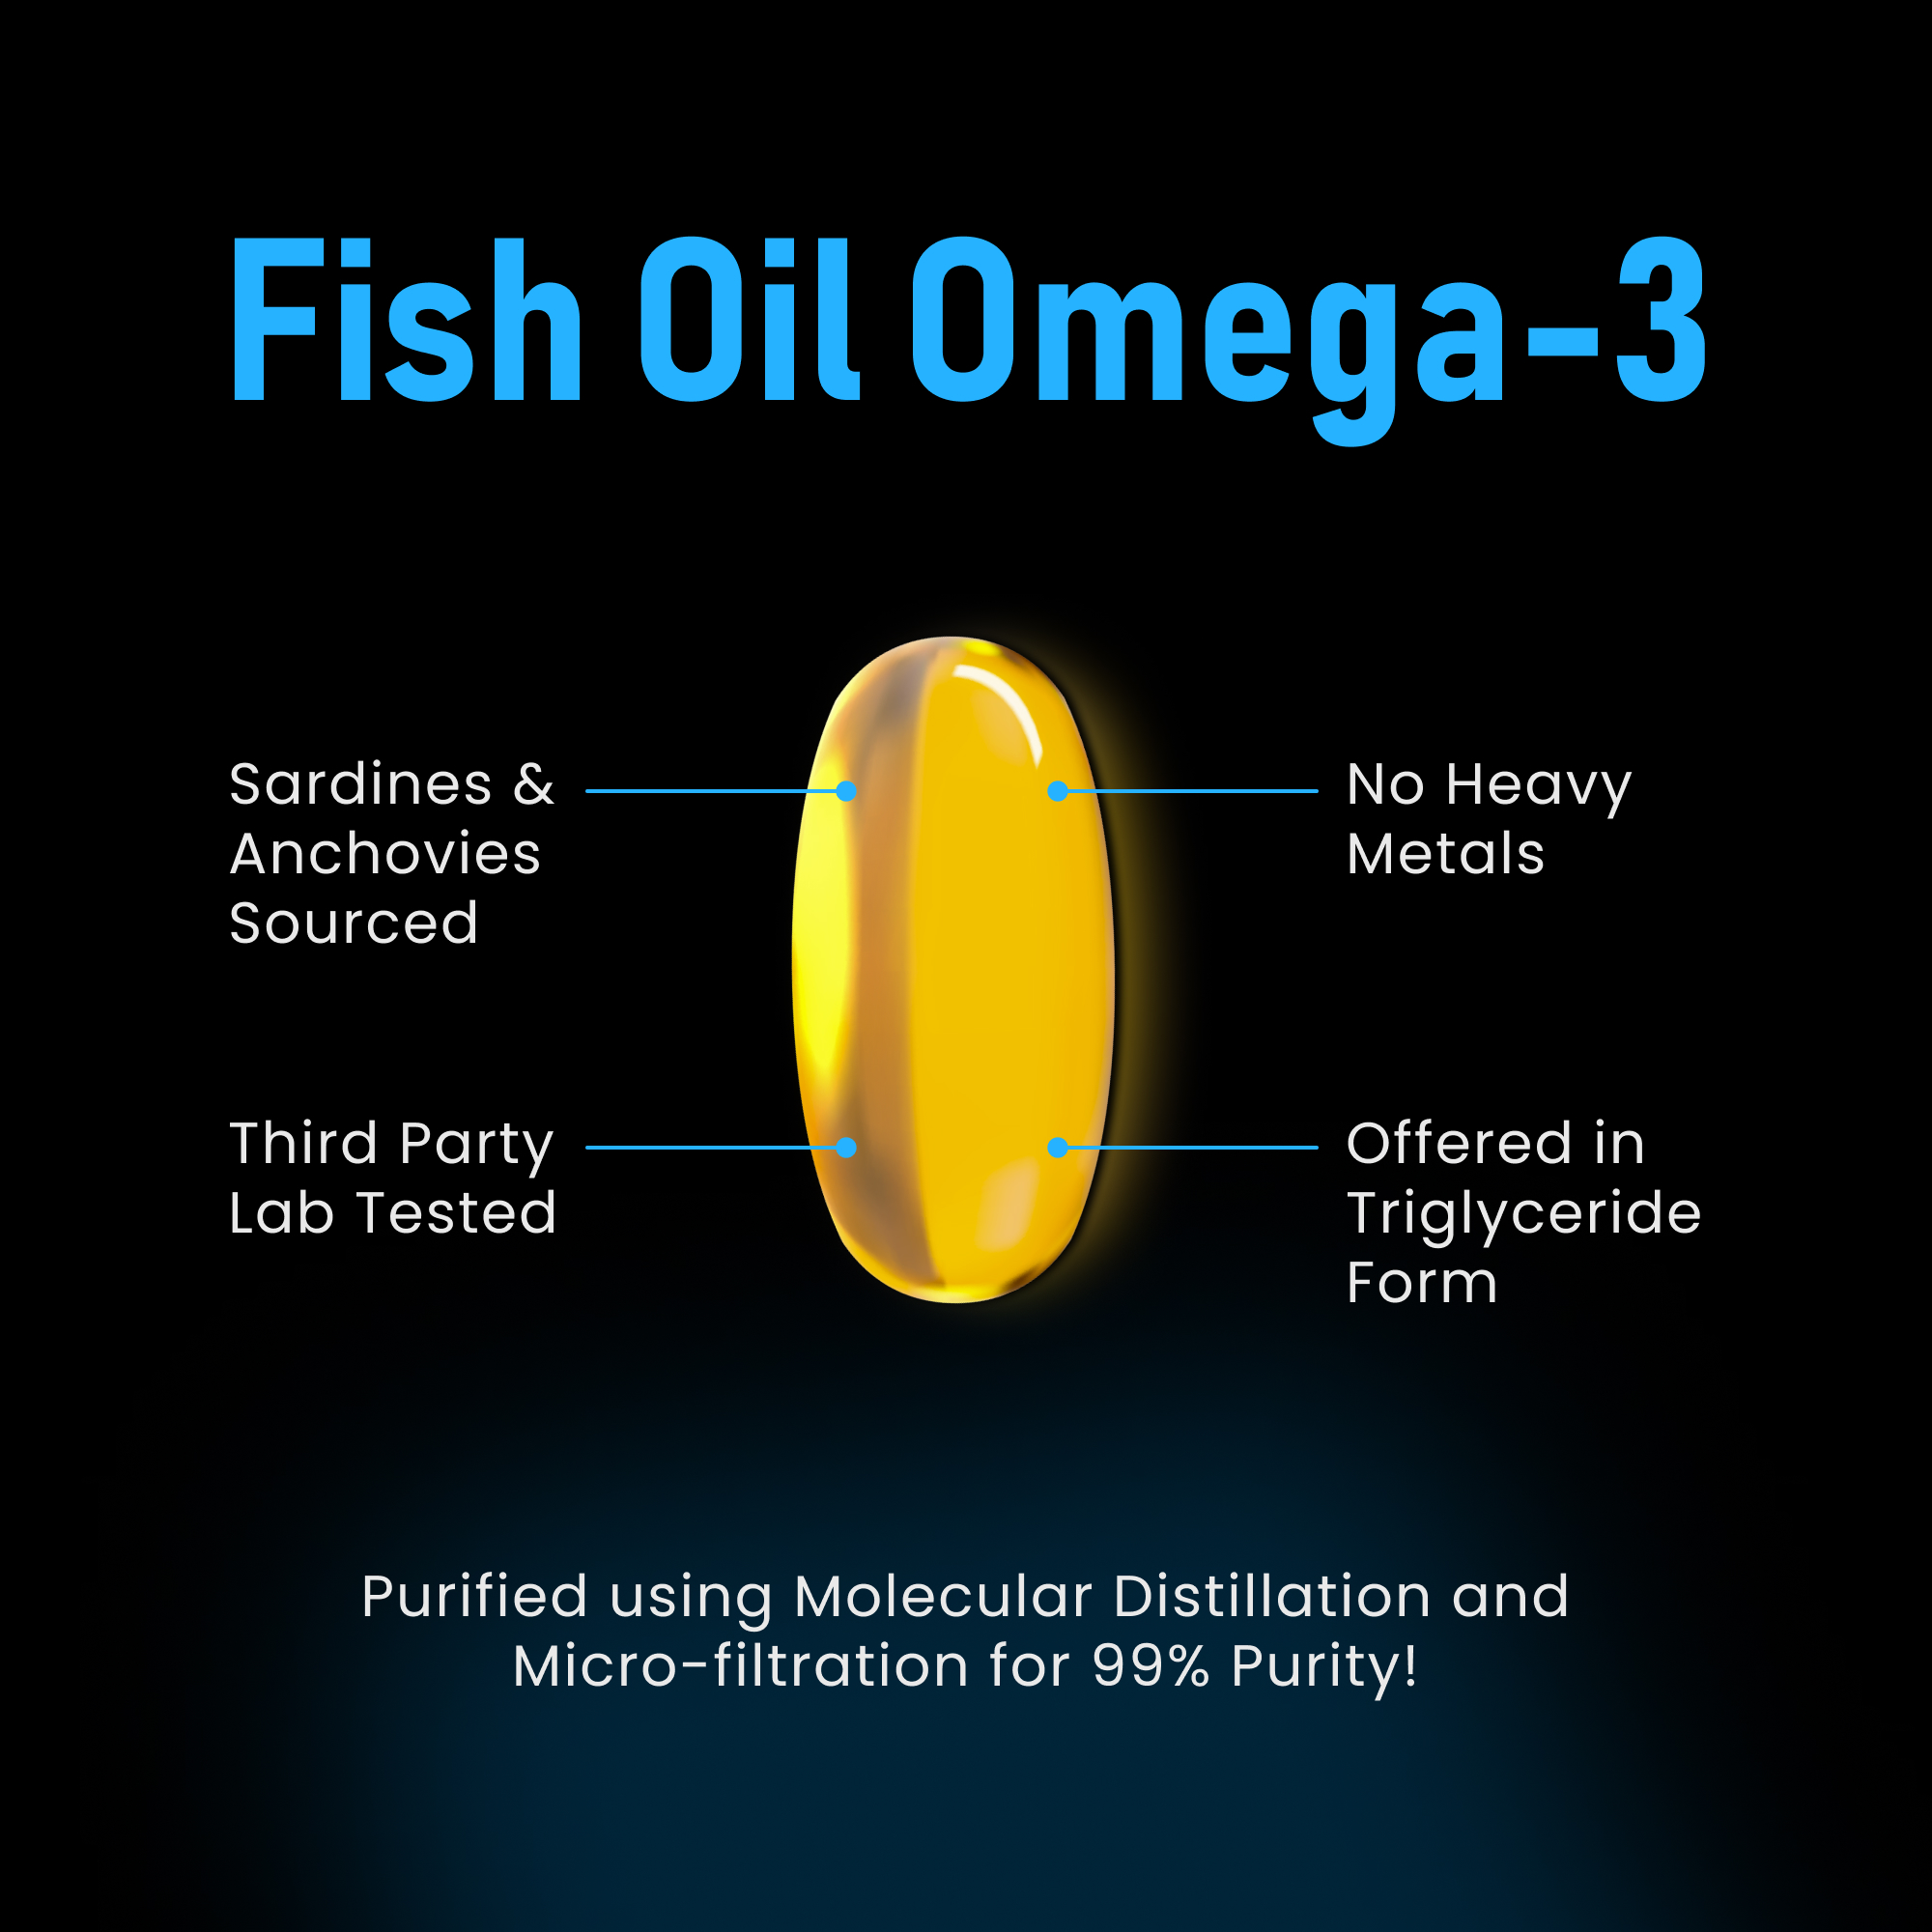 Fish Oil Omega-3
Sardines &
Anchovies
Sourced
No Heavy
Metals
Third Party
Lab Tested
Offered in
Triglyceride
Form
Purified using Molecular Distillation and
Micro-filtration for 99% Purity!